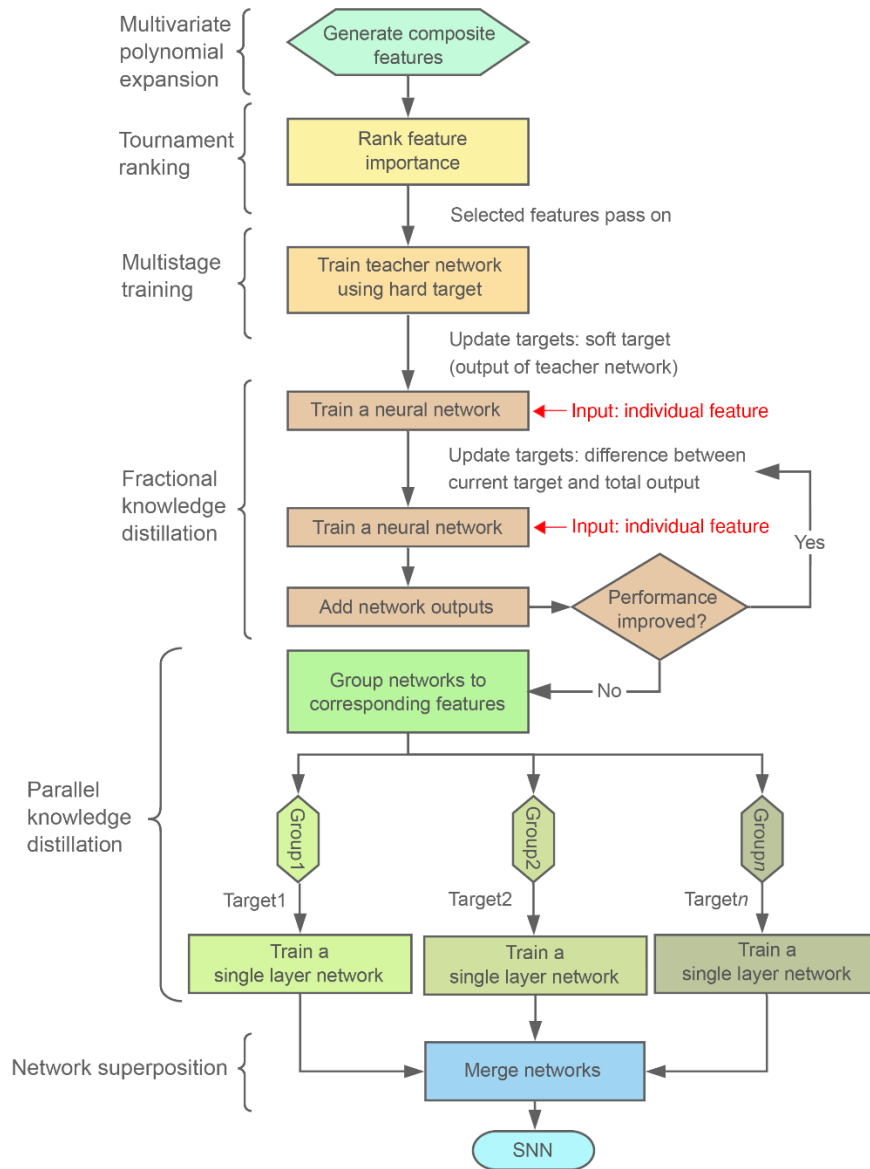 Multivariate
polynomial
expansion
Generate composite
features
Tournament
ranking
Rank feature
importance
Selected features pass on
Multistage
training
Train teacher network
using hard target
Update targets: soft target
(output of teacher network)
Fractional
knowledge
distillation
Train a neural network
Input: individual feature
Update targets: difference between
current target and total output
Train a neural network
Input: individual feature
Yes
Add network outputs
Performance
improved?
No
Parallel
knowledge
distillation
Group networks to
corresponding features
Group1
Group2
Groupn
Target1
Target2
Targetn
Train a
single layer network
Train a
single layer network
Train a
single layer network
Network superposition
Merge networks
SNN